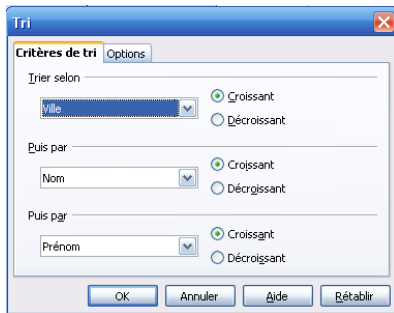 Tri
Critères de tri Options
Trier selon
Ville
Croissant
Décroissant
Puis par
Nom
Croissant
Décroissant
Puis par
Prénom
Croissant
Décroissant
OK Annuler Aide Rétablir